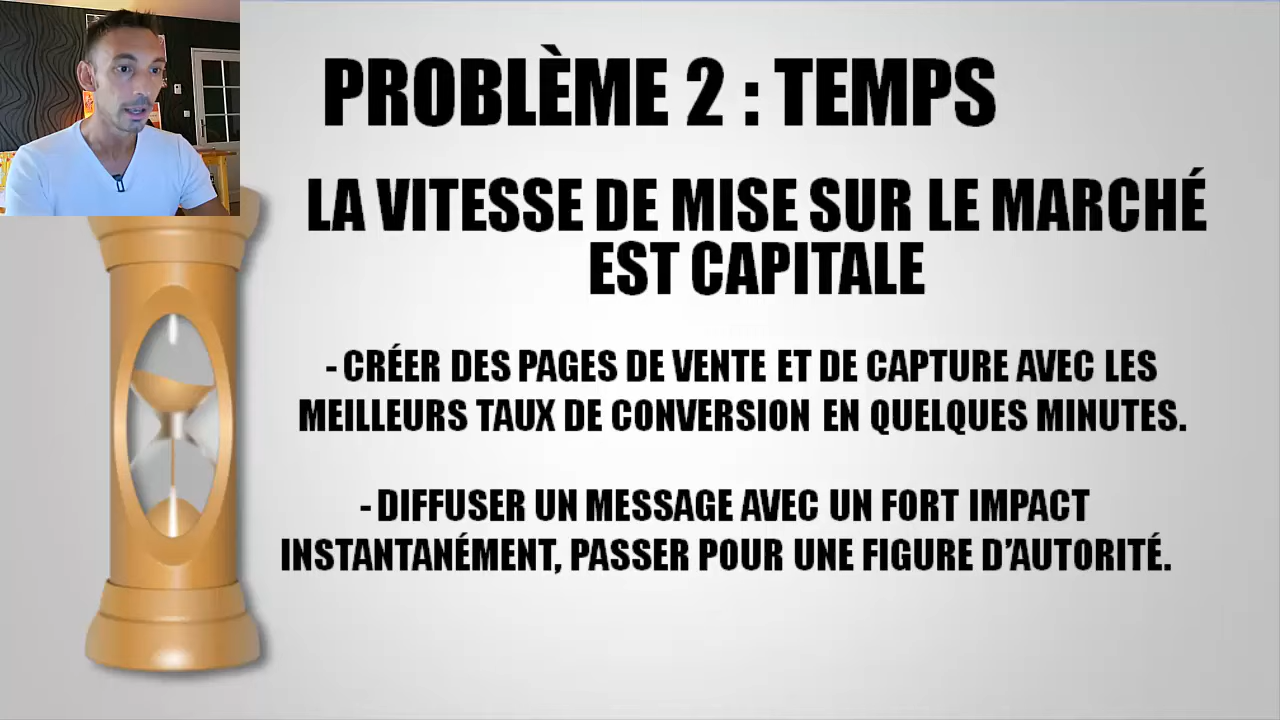 PROBLÈME 2 : TEMPS
LA VITESSE DE MISE SUR LE MARCHÉ
EST CAPITALE
- CRÉER DES PAGES DE VENTE ET DE CAPTURE AVEC LES
MEILLEURS TAUX DE CONVERSION EN QUELQUES MINUTES.
- DIFFUSER UN MESSAGE AVEC UN FORT IMPACT
INSTANTANÉMENT, PASSER POUR UNE FIGURE D’AUTORITÉ.